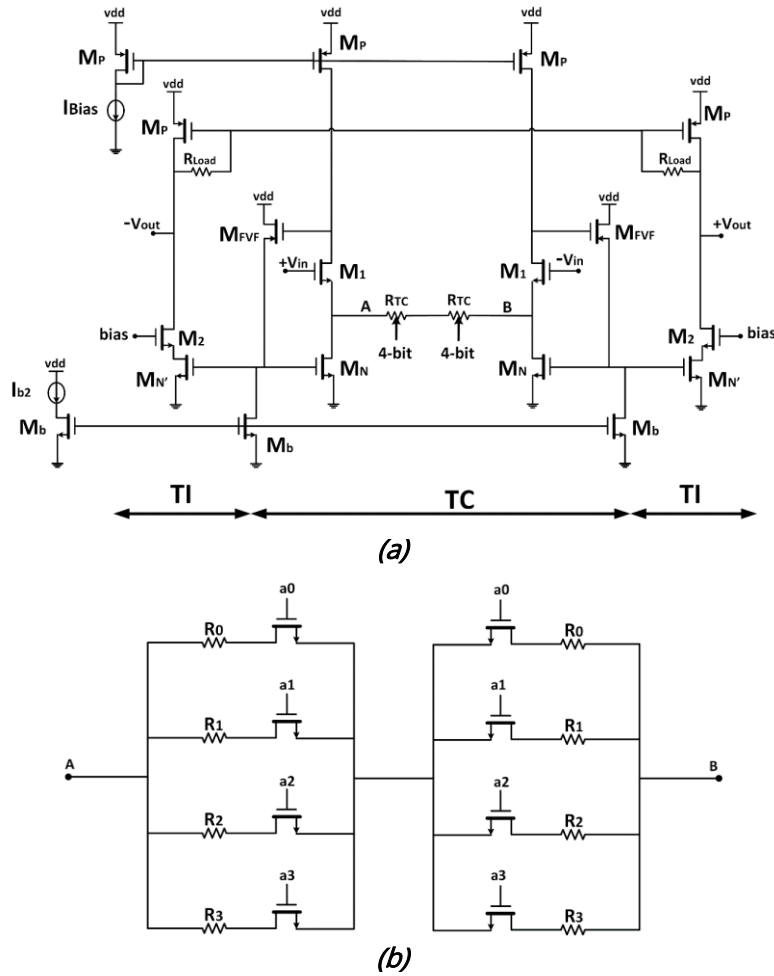 vdd
vdd
vdd
MP
MP
MP
IBias
vdd
vdd
MP
MP
RLoad
RLoad
vdd
vdd
-Vout
MFVF
MFVF
+Vout
+Vin
M1
M1
-Vin
A
RTC
RTC
B
bias
M2
4-bit
4-bit
M2
bias
vdd
MN'
MN
MN
MN'
Ib2
Mb
Mb
Mb
TI
TC
TI
(a)
a0
a0
R0
R0
a1
a1
R1
R1
A
B
a2
a2
R2
R2
a3
a3
R3
R3
(b)